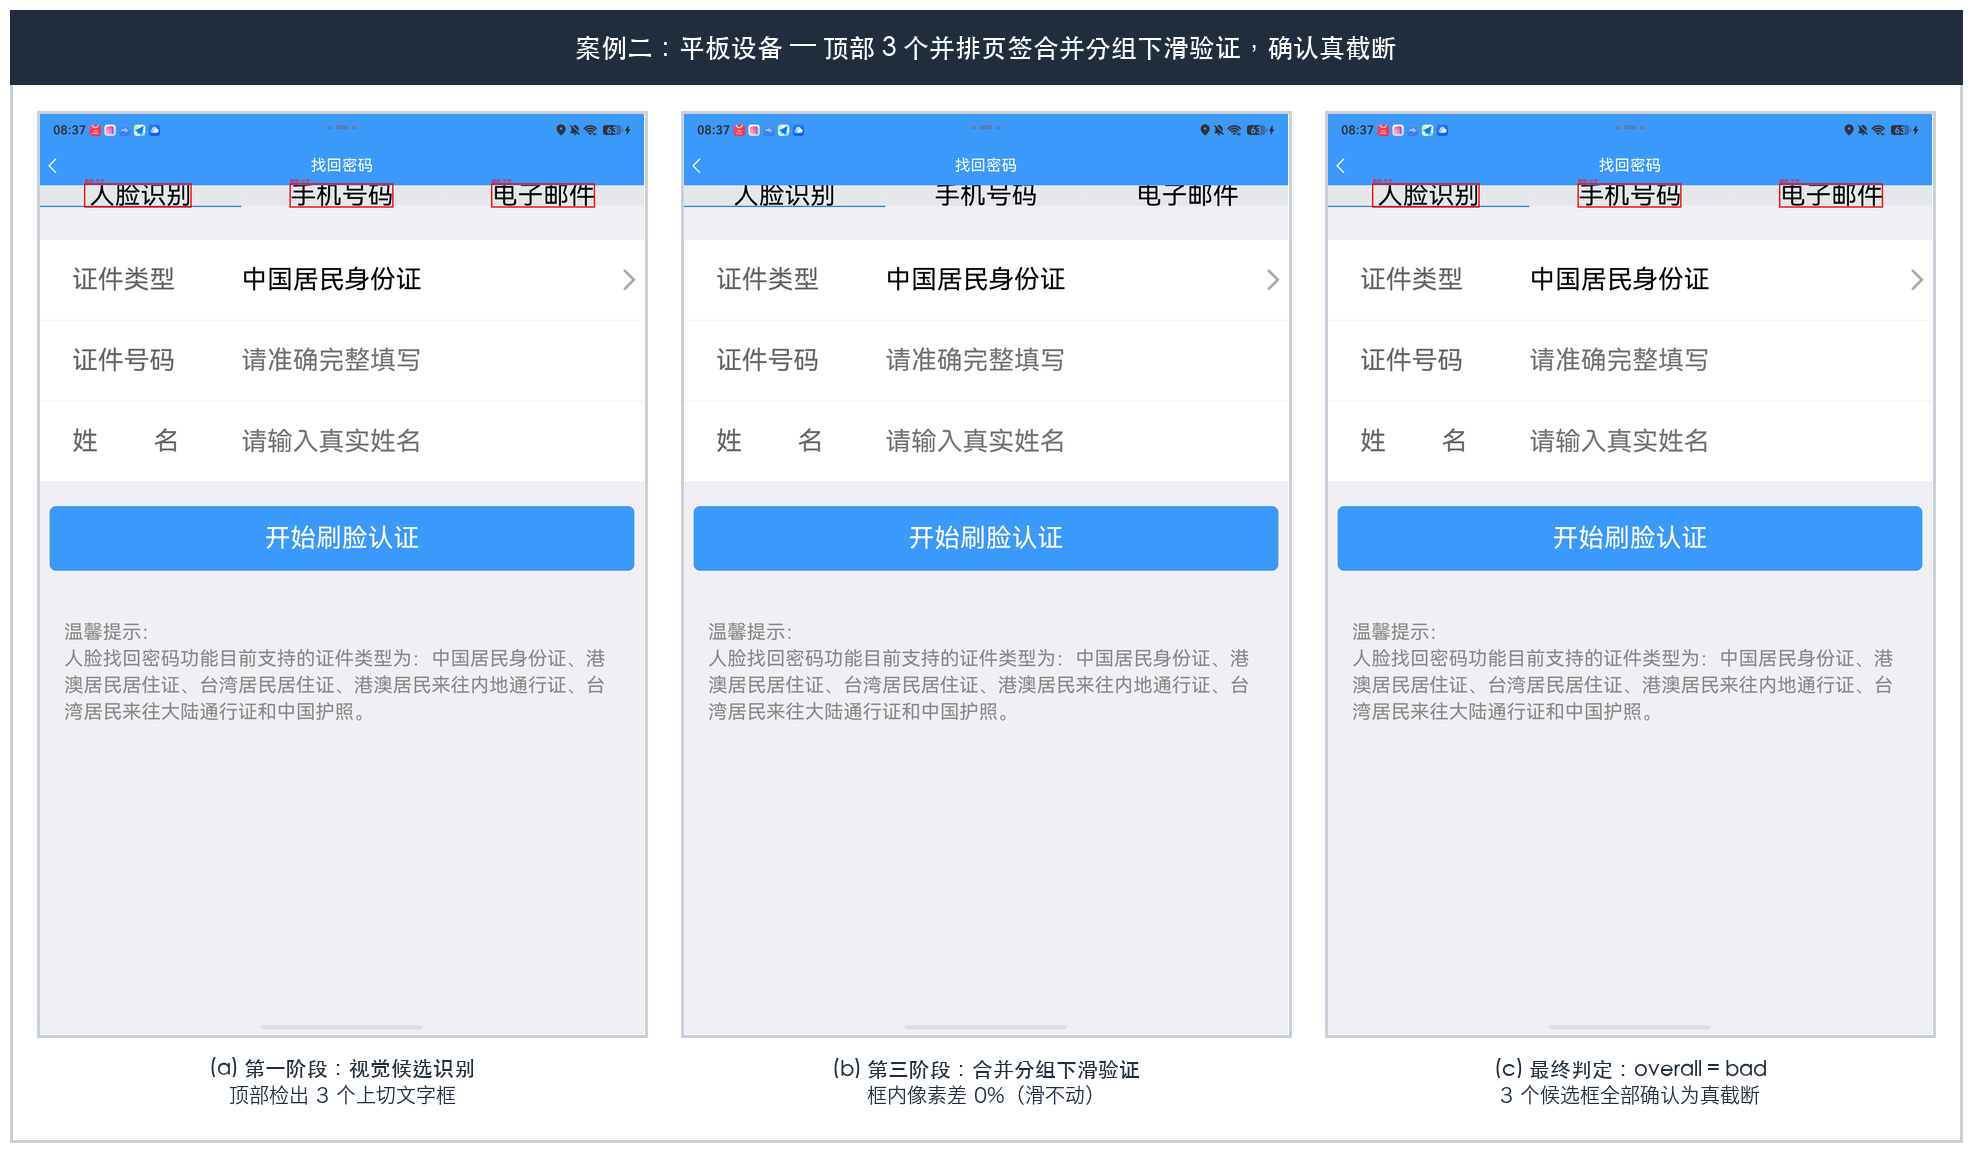 案例二：平板设备 — 顶部 3 个并排页签合并分组下滑验证，确认真截断
08:37
63
找回密码
人脸识别 手机号码 电子邮件
证件类型 中国居民身份证
证件号码 请准确完整填写
姓 名 请输入真实姓名
开始刷脸认证
温馨提示：
人脸找回密码功能目前支持的证件类型为：中国居民身份证、港
澳居民居住证、台湾居民居住证、港澳居民来往内地通行证、台
湾居民来往大陆通行证和中国护照。
(a) 第一阶段：视觉候选识别
顶部检出 3 个上切文字框
08:37
63
找回密码
人脸识别 手机号码 电子邮件
证件类型 中国居民身份证
证件号码 请准确完整填写
姓 名 请输入真实姓名
开始刷脸认证
温馨提示：
人脸找回密码功能目前支持的证件类型为：中国居民身份证、港
澳居民居住证、台湾居民居住证、港澳居民来往内地通行证、台
湾居民来往大陆通行证和中国护照。
(b) 第三阶段：合并分组下滑验证
框内像素差 0%（滑不动）
08:37
63
找回密码
人脸识别 手机号码 电子邮件
证件类型 中国居民身份证
证件号码 请准确完整填写
姓 名 请输入真实姓名
开始刷脸认证
温馨提示：
人脸找回密码功能目前支持的证件类型为：中国居民身份证、港
澳居民居住证、台湾居民居住证、港澳居民来往内地通行证、台
湾居民来往大陆通行证和中国护照。
(c) 最终判定：overall = bad
3 个候选框全部确认为真截断